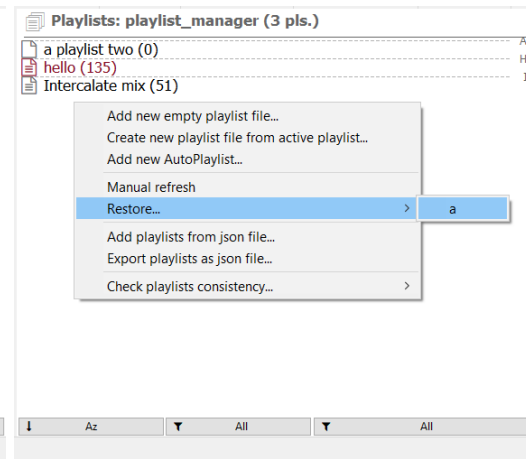 Playlists: playlist_manager (3 pls.)
a playlist two (0)
A
hello (135)
H
Intercalate mix (51)
I
Add new empty playlist file...
Create new playlist file from active playlist...
Add new AutoPlaylist...
Manual refresh
Restore...
a
Add playlists from json file...
Export playlists as json file...
Check playlists consistency...
Az
All
All